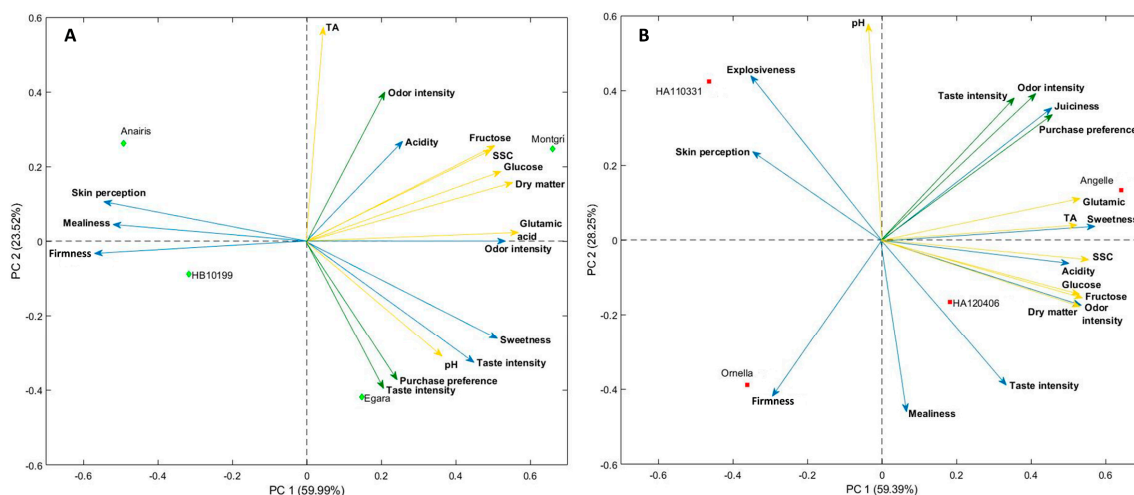 A
TA
Odor intensity
Acidity
Anairis
Fructose
Montgrí
SSC
Glucose
Dry matter
Skin perception
Mealiness
Glutamic
acid
Firmness
Odor intensity
HB10199
Sweetness
Taste intensity
pH
Purchase preference
Taste intensity
Egara
PC 2 (23.52%)
0.6
0.4
0.2
0
-0.2
-0.4
-0.6
-0.6
-0.4
-0.2
0
0.2
0.4
0.6
PC 1 (59.99%)
B
pH
Explosiveness
HA110331
Odor intensity
Taste intensity
Juiciness
Purchase preference
Skin perception
Angelle
Glutamic
TA
Sweetness
SSC
Acidity
Glucose
Fructose
HA120406
Dry matter
Odor
intensity
Ornella
Firmness
Taste intensity
Mealiness
PC 2 (28.25%)
0.6
0.4
0.2
0
-0.2
-0.4
-0.6
-0.6
-0.4
-0.2
0
0.2
0.4
0.6
PC 1 (59.39%)